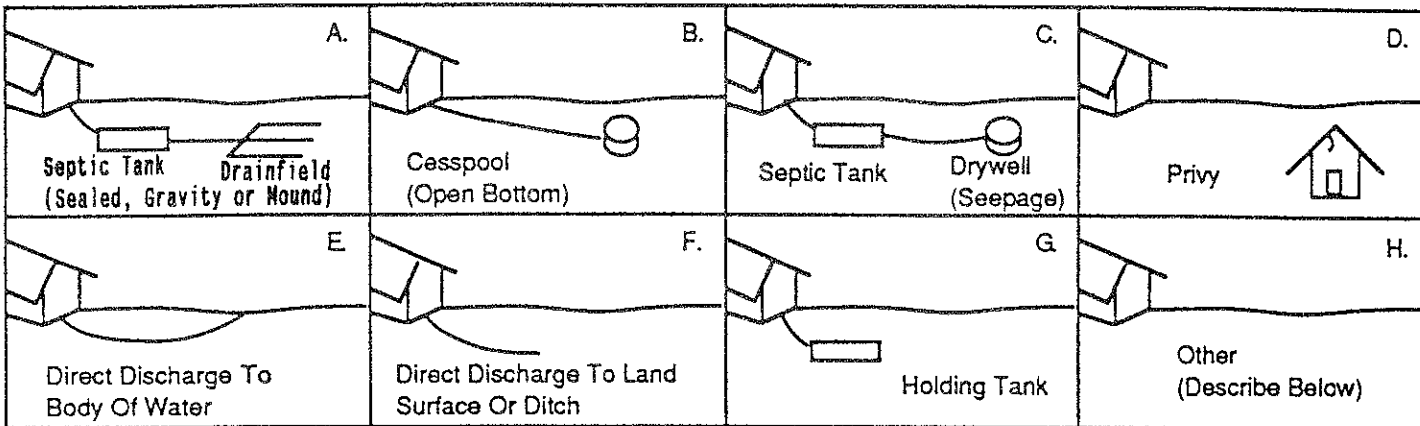 A.
Septic Tank Drainfield
(Sealed, Gravity or Mound)
B.
Cesspool
(Open Bottom)
C.
Septic Tank Drywell
(Seepage)
D.
Privy
E.
Direct Discharge To
Body Of Water
F.
Direct Discharge To Land
Surface Or Ditch
G.
Holding Tank
H.
Other
(Describe Below)